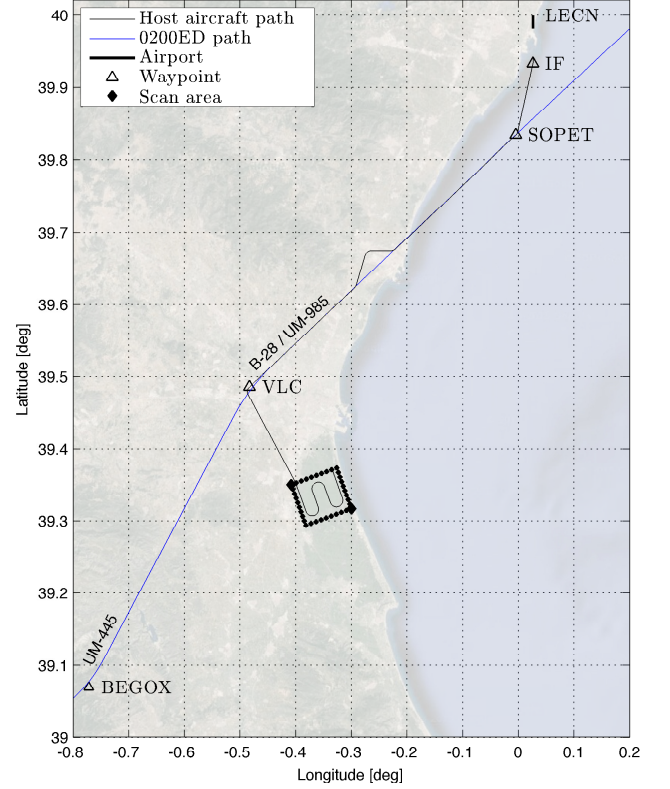 Host aircraft path
0200ED path
Airport
Waypoint
Scan area
LECN
IF
SOPET
B-28 / UM-985
VLC
UM-445
BEGOX
Latitude [deg]
40
39.9
39.8
39.7
39.6
39.5
39.4
39.3
39.2
39.1
39
-0.8 -0.7 -0.6 -0.5 -0.4 -0.3 -0.2 -0.1 0 0.1 0.2
Longitude [deg]